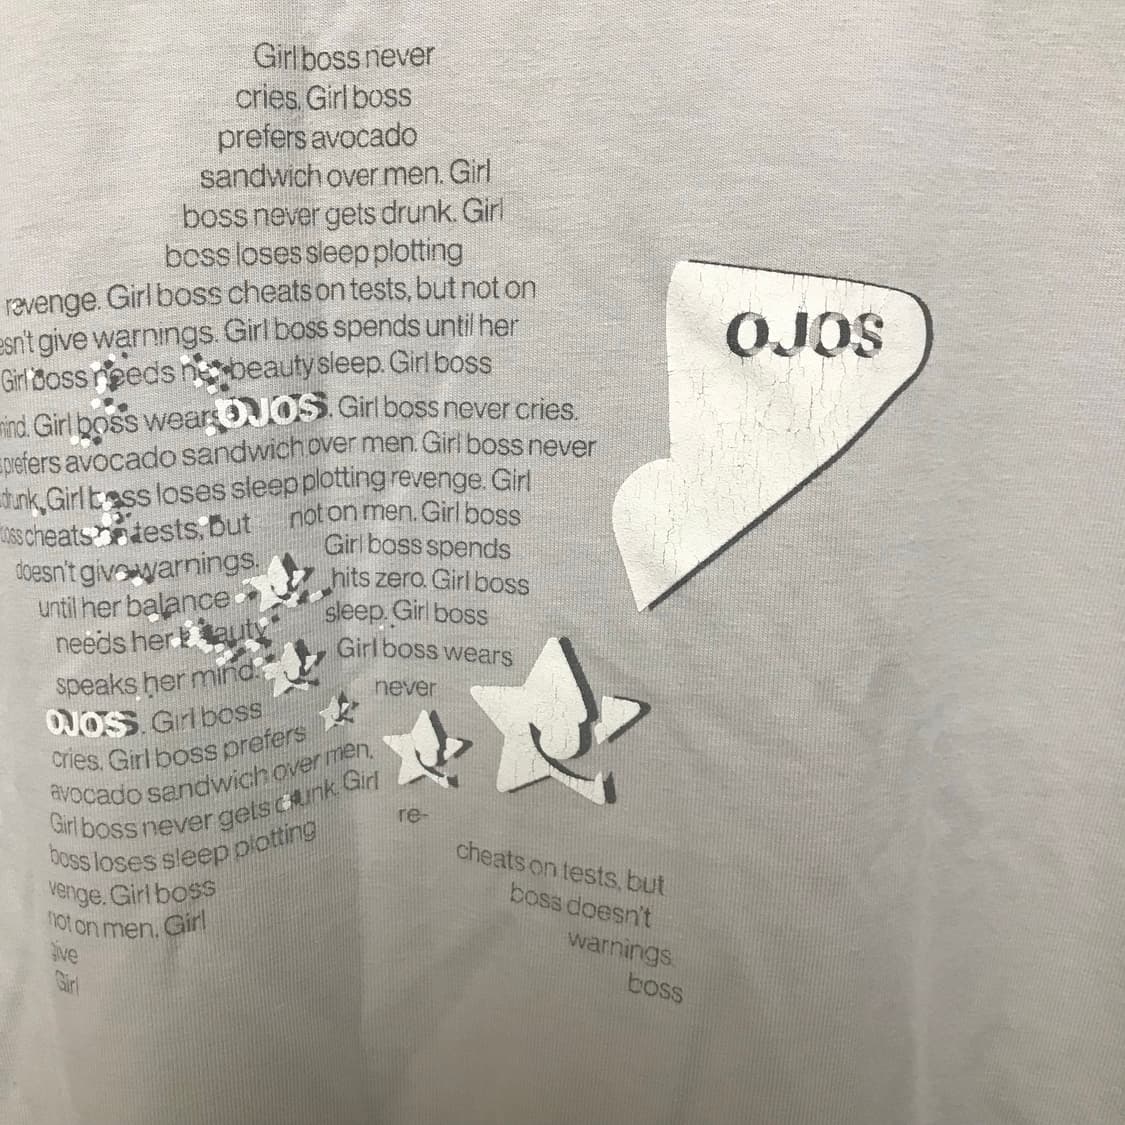 Girl boss never
cries. Girl boss
prefers avocado
sandwich over men. Girl
boss never gets drunk. Girl
boss loses sleep plotting
revenge. Girl boss cheats on tests, but not on
esn't give warnings. Girl boss spends until her
Girl boss needs her beauty sleep. Girl boss
mind. Girl boss wears OJOS. Girl boss never cries.
prefers avocado sandwich over men. Girl boss never
drunk. Girl boss loses sleep plotting revenge. Girl
boss cheats on tests, but not on men. Girl boss
doesn't give warnings. Girl boss spends
until her balance hits zero. Girl boss
needs her beauty sleep. Girl boss
speaks her mind. Girl boss wears
OJOS. Girl boss never
cries. Girl boss prefers
avocado sandwich over men.
Girl boss never gets drunk. Girl
boss loses sleep plotting re-
venge. Girl boss cheats on tests, but
not on men. Girl boss doesn't
give warnings.
Girl boss
OJOS